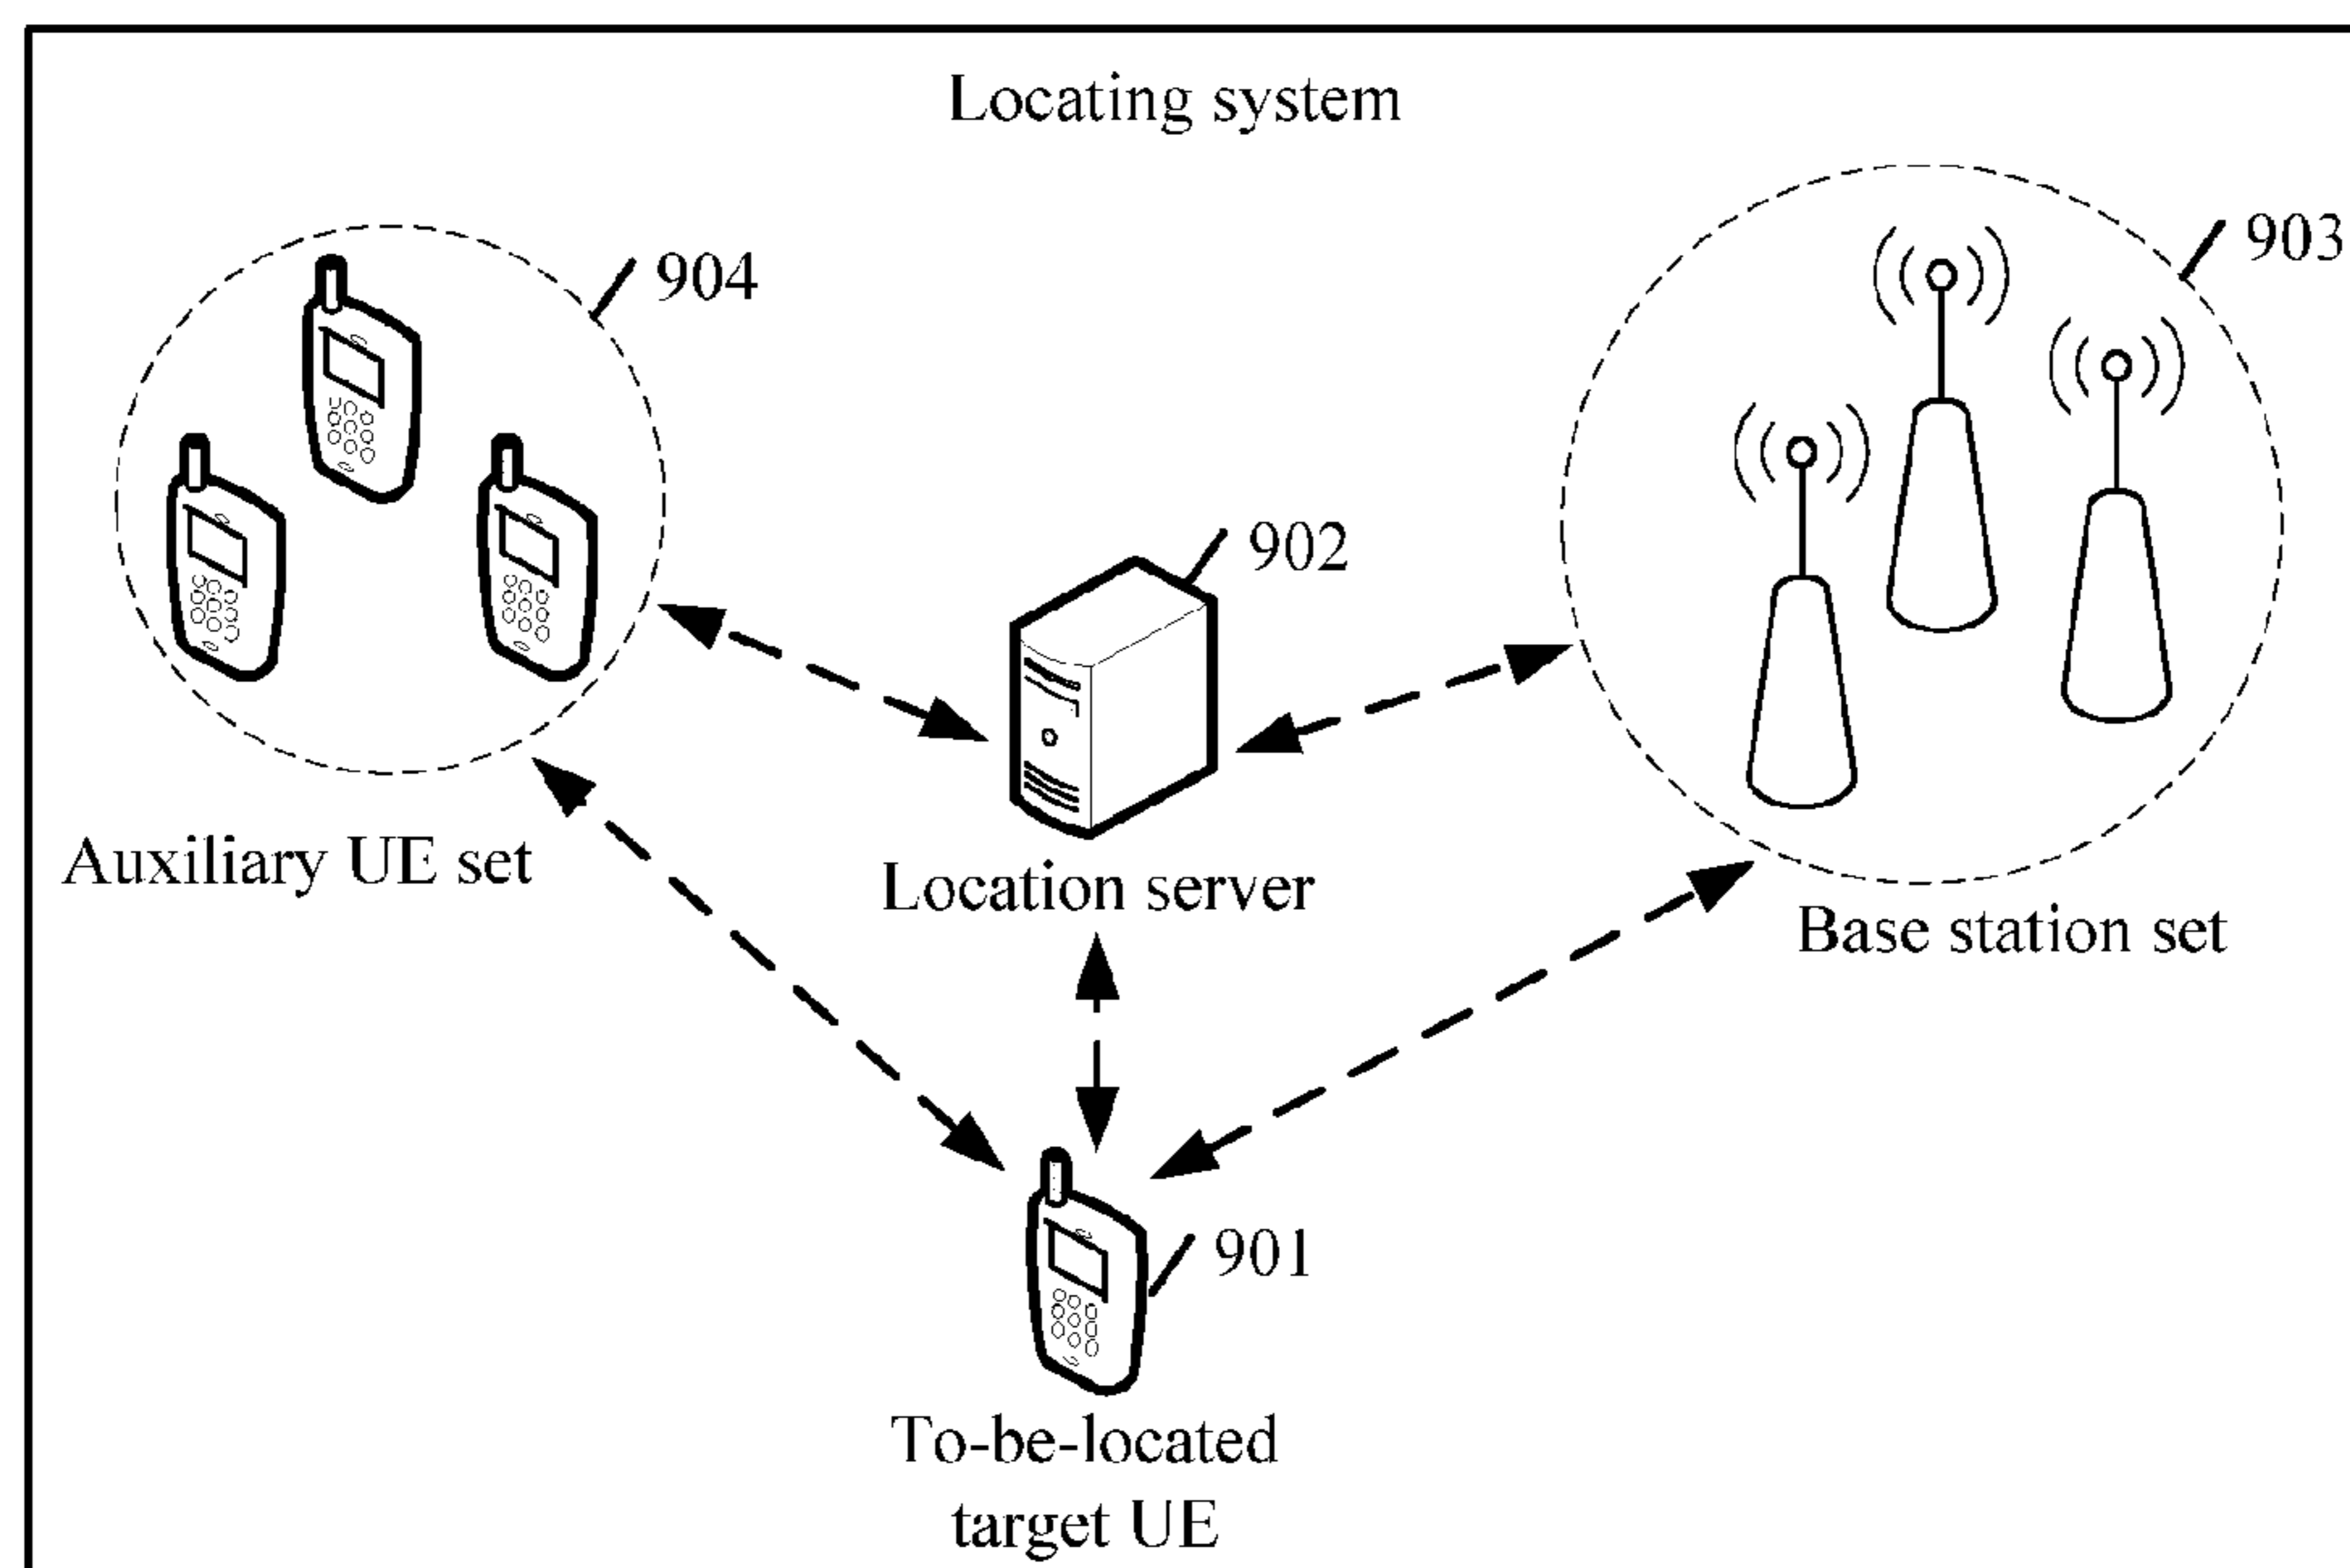 Locating system
904
903
902
Auxiliary UE set
Location server
Base station set
901
To-be-located
target UE